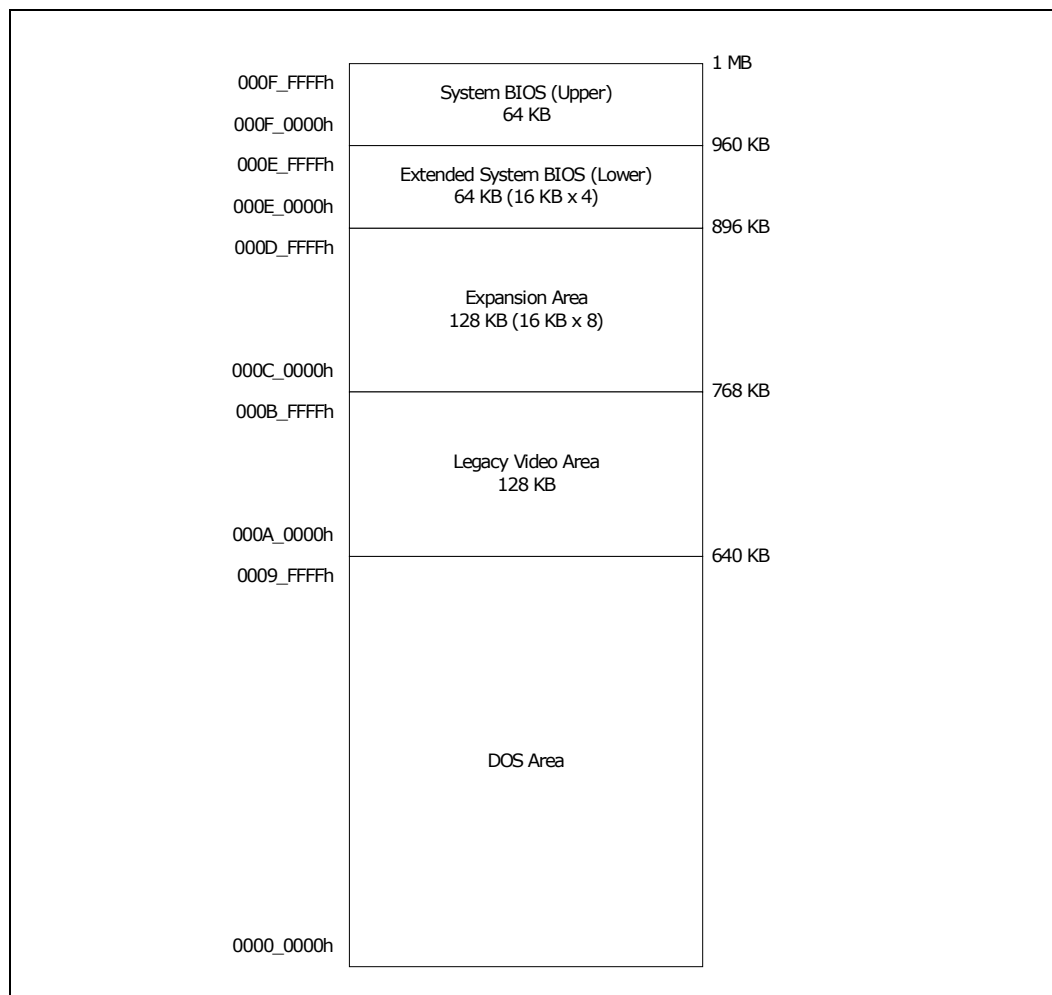 1 MB
000F_FFFFh
System BIOS (Upper)
64 KB
000F_0000h
960 KB
000E_FFFFh
Extended System BIOS (Lower)
64 KB (16 KB x 4)
000E_0000h
896 KB
000D_FFFFh
Expansion Area
128 KB (16 KB x 8)
000C_0000h
768 KB
000B_FFFFh
Legacy Video Area
128 KB
000A_0000h
640 KB
0009_FFFFh
DOS Area
0000_0000h